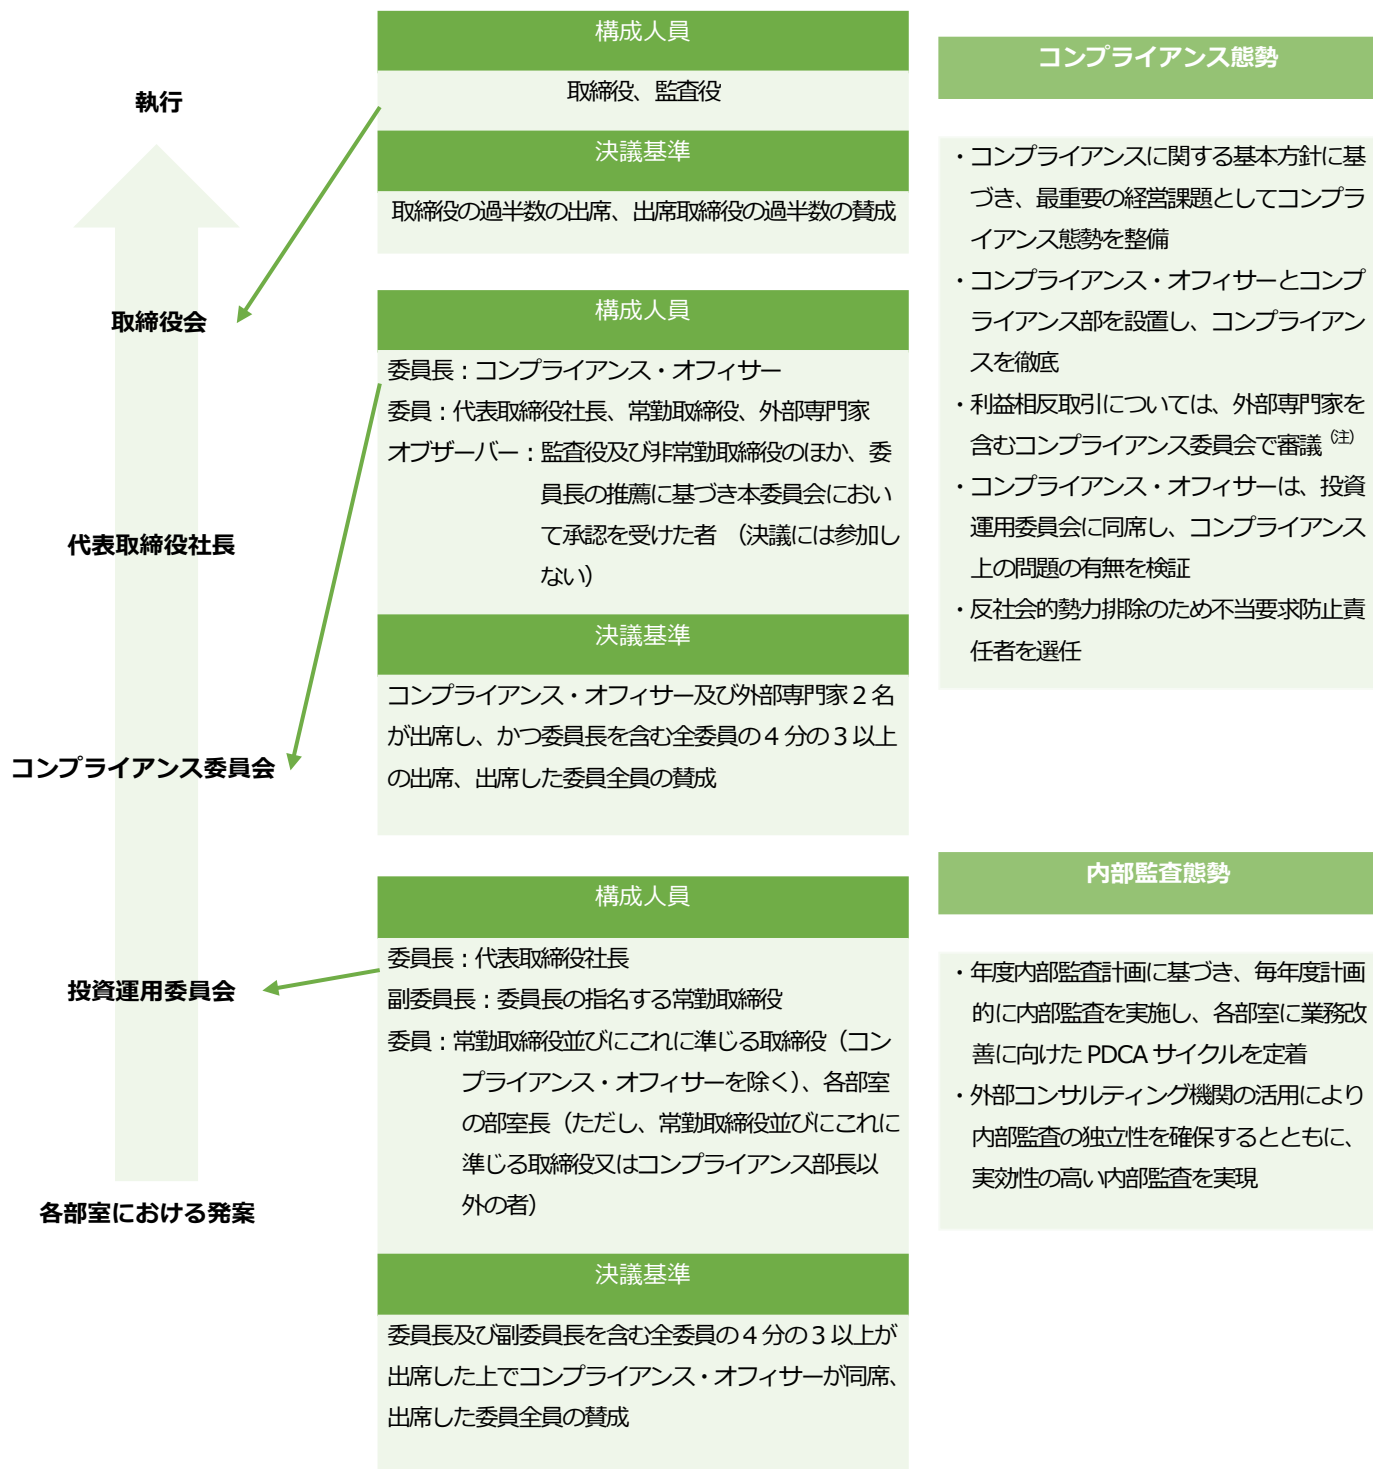 執行
取締役会
代表取締役社長
コンプライアンス委員会
投資運用委員会
各部室における発案
構成人員
取締役、監査役
決議基準
取締役の過半数の出席、出席取締役の過半数の賛成
構成人員
委員長：コンプライアンス・オフィサー
委員：代表取締役社長、常勤取締役、外部専門家
オブザーバー：監査役及び非常勤取締役のほか、委
員長の推薦に基づき本委員会におい
て承認を受けた者　（決議には参加し
ない）
決議基準
コンプライアンス・オフィサー及び外部専門家２名
が出席し、かつ委員長を含む全委員の４分の３以上
の出席、出席した委員全員の賛成
構成人員
委員長：代表取締役社長
副委員長：委員長の指名する常勤取締役
委員：常勤取締役並びにこれに準じる取締役（コン
プライアンス・オフィサーを除く）、各部室
の部室長（ただし、常勤取締役並びにこれに
準じる取締役又はコンプライアンス部長以
外の者）
決議基準
委員長及び副委員長を含む全委員の４分の３以上が
出席した上でコンプライアンス・オフィサーが同席、
出席した委員全員の賛成
コンプライアンス態勢
・コンプライアンスに関する基本方針に基
づき、最重要の経営課題としてコンプラ
イアンス態勢を整備
・コンプライアンス・オフィサーとコンプ
ライアンス部を設置し、コンプライアン
スを徹底
・利益相反取引については、外部専門家を
含むコンプライアンス委員会で審議（注）
・コンプライアンス・オフィサーは、投資
運用委員会に同席し、コンプライアンス
上の問題の有無を検証
・反社会的勢力排除のため不当要求防止責
任者を選任
内部監査態勢
・年度内部監査計画に基づき、毎年度計画
的に内部監査を実施し、各部室に業務改
善に向けた PDCA サイクルを定着
・外部コンサルティング機関の活用により
内部監査の独立性を確保するとともに、
実効性の高い内部監査を実現